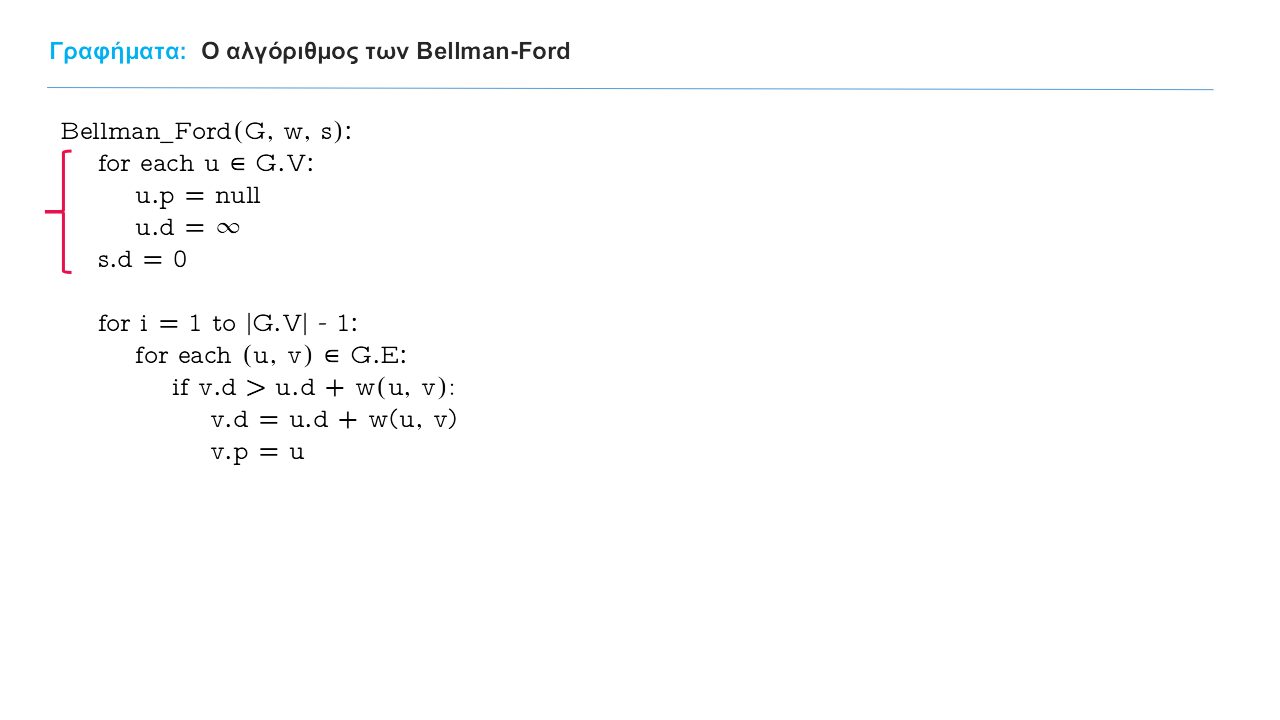 Γραφήματα: Ο αλγόριθμος των Bellman-Ford
Bellman_Ford(G, w, s):
for each u ∈ G.V:
u.p = null
u.d = ∞
s.d = 0
for i = 1 to |G.V| - 1:
for each (u, v) ∈ G.E:
if v.d > u.d + w(u, v):
v.d = u.d + w(u, v)
v.p = u